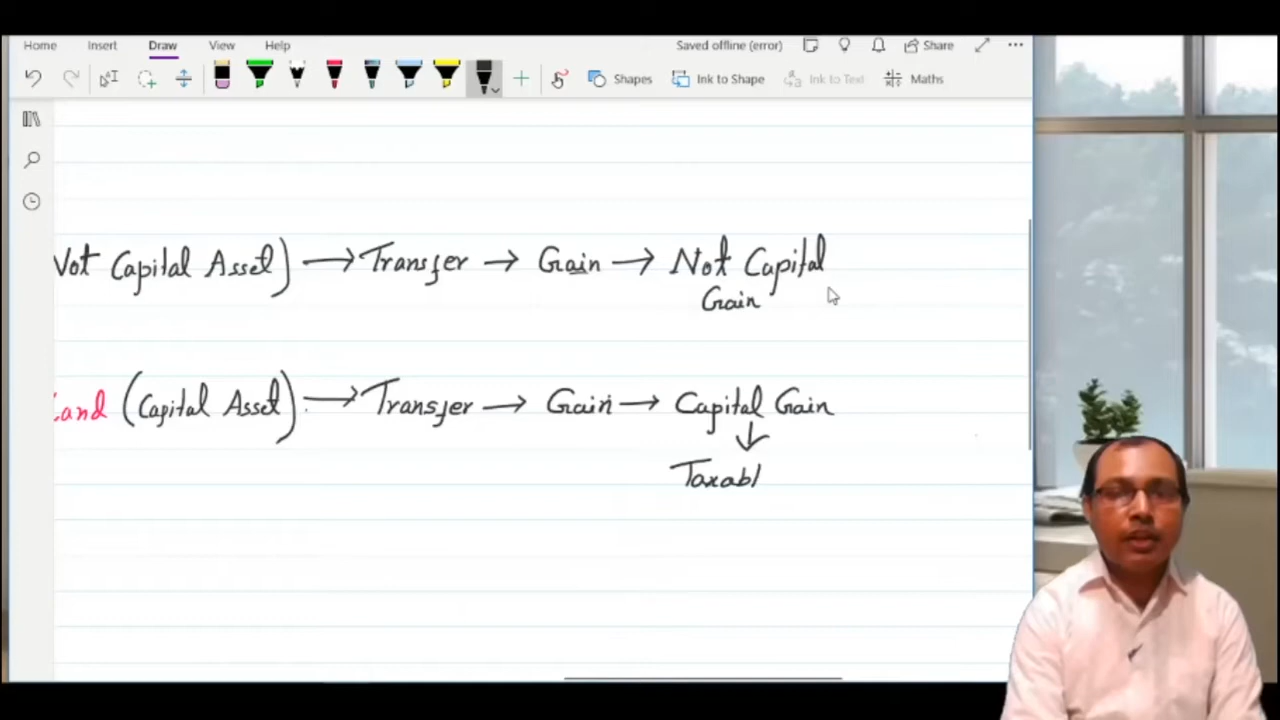 Home Insert Draw View Help Saved offline (error) Share
Shapes Ink to Shape Ink to Text Maths
Not Capital Asset) → Transfer → Gain → Not Capital
Gain
Land (Capital Asset) → Transfer → Gain → Capital Gain
↓
Taxabl